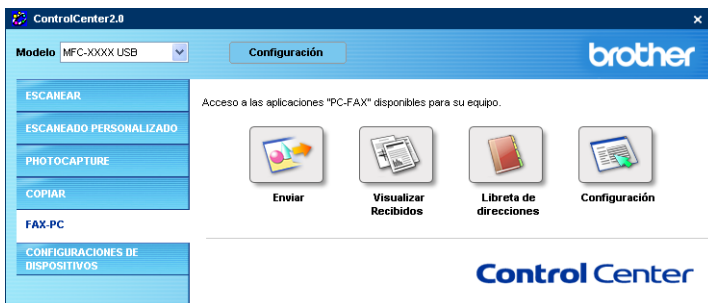 ControlCenter2.0
Modelo MFC-XXXX USB
Configuración
brother
ESCANEAR
ESCANEADO PERSONALIZADO
PHOTOCAPTURE
COPIAR
FAX-PC
CONFIGURACIONES DE
DISPOSITIVOS
Acceso a las aplicaciones "PC-FAX" disponibles para su equipo.
Enviar
Visualizar
Recibidos
Libreta de
direcciones
Configuración
Control Center